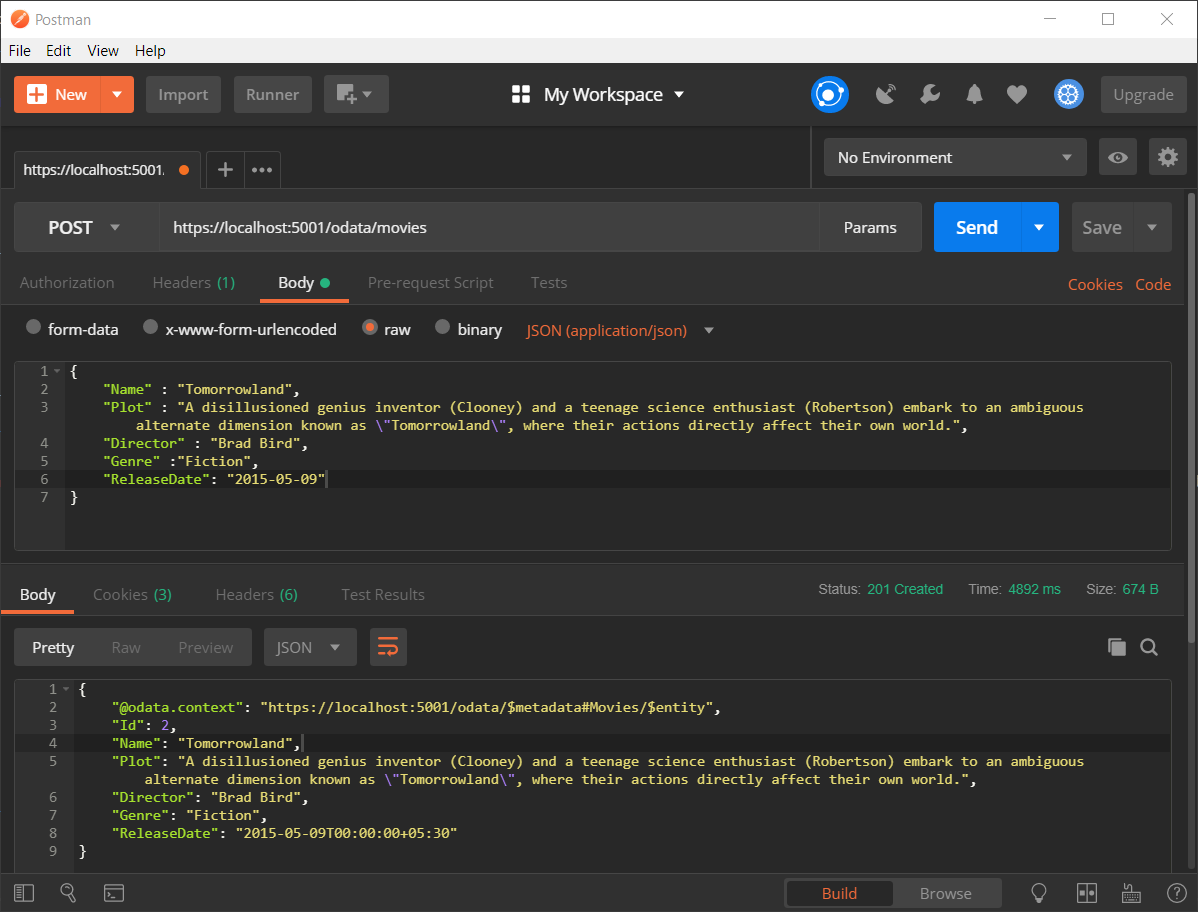 Postman
File Edit View Help
New Import Runner My Workspace Upgrade
https://localhost:5001. No Environment
POST https://localhost:5001/odata/movies Params Send Save
Authorization Headers (1) Body Pre-request Script Tests Cookies Code
form-data x-www-form-urlencoded raw binary JSON (application/json)
1 {
2 "Name" : "Tomorrowland",
3 "Plot" : "A disillusioned genius inventor (Clooney) and a teenage science enthusiast (Robertson) embark to an ambiguous
alternate dimension known as \"Tomorrowland\", where their actions directly affect their own world.",
4 "Director" : "Brad Bird",
5 "Genre" :"Fiction",
6 "ReleaseDate": "2015-05-09"
7 }
Body Cookies (3) Headers (6) Test Results Status: 201 Created Time: 4892 ms Size: 674 B
Pretty Raw Preview JSON
1 {
2 "@odata.context": "https://localhost:5001/odata/$metadata#Movies/$entity",
3 "Id": 2,
4 "Name": "Tomorrowland",
5 "Plot": "A disillusioned genius inventor (Clooney) and a teenage science enthusiast (Robertson) embark to an ambiguous
alternate dimension known as \"Tomorrowland\", where their actions directly affect their own world.",
6 "Director": "Brad Bird",
7 "Genre": "Fiction",
8 "ReleaseDate": "2015-05-09T00:00:00+05:30"
9 }
Build Browse